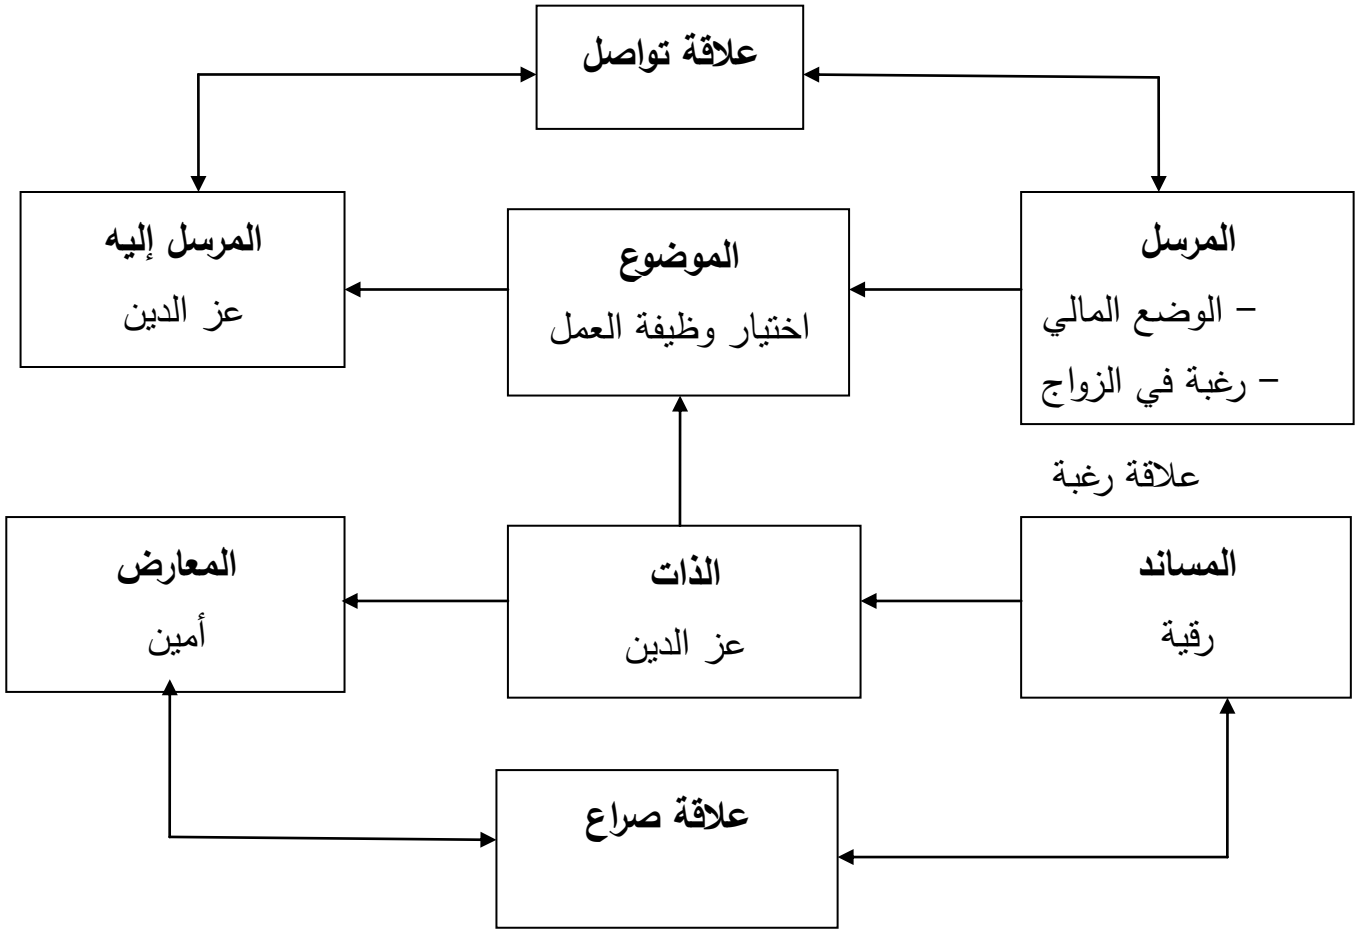 علاقة تواصل
المرسل
- الوضع المالي
- رغبة في الزواج
الموضوع
اختيار وظيفة العمل
المرسل إليه
عز الدين
علاقة رغبة
المساند
رقية
الذات
عز الدين
المعارض
أمين
علاقة صراع